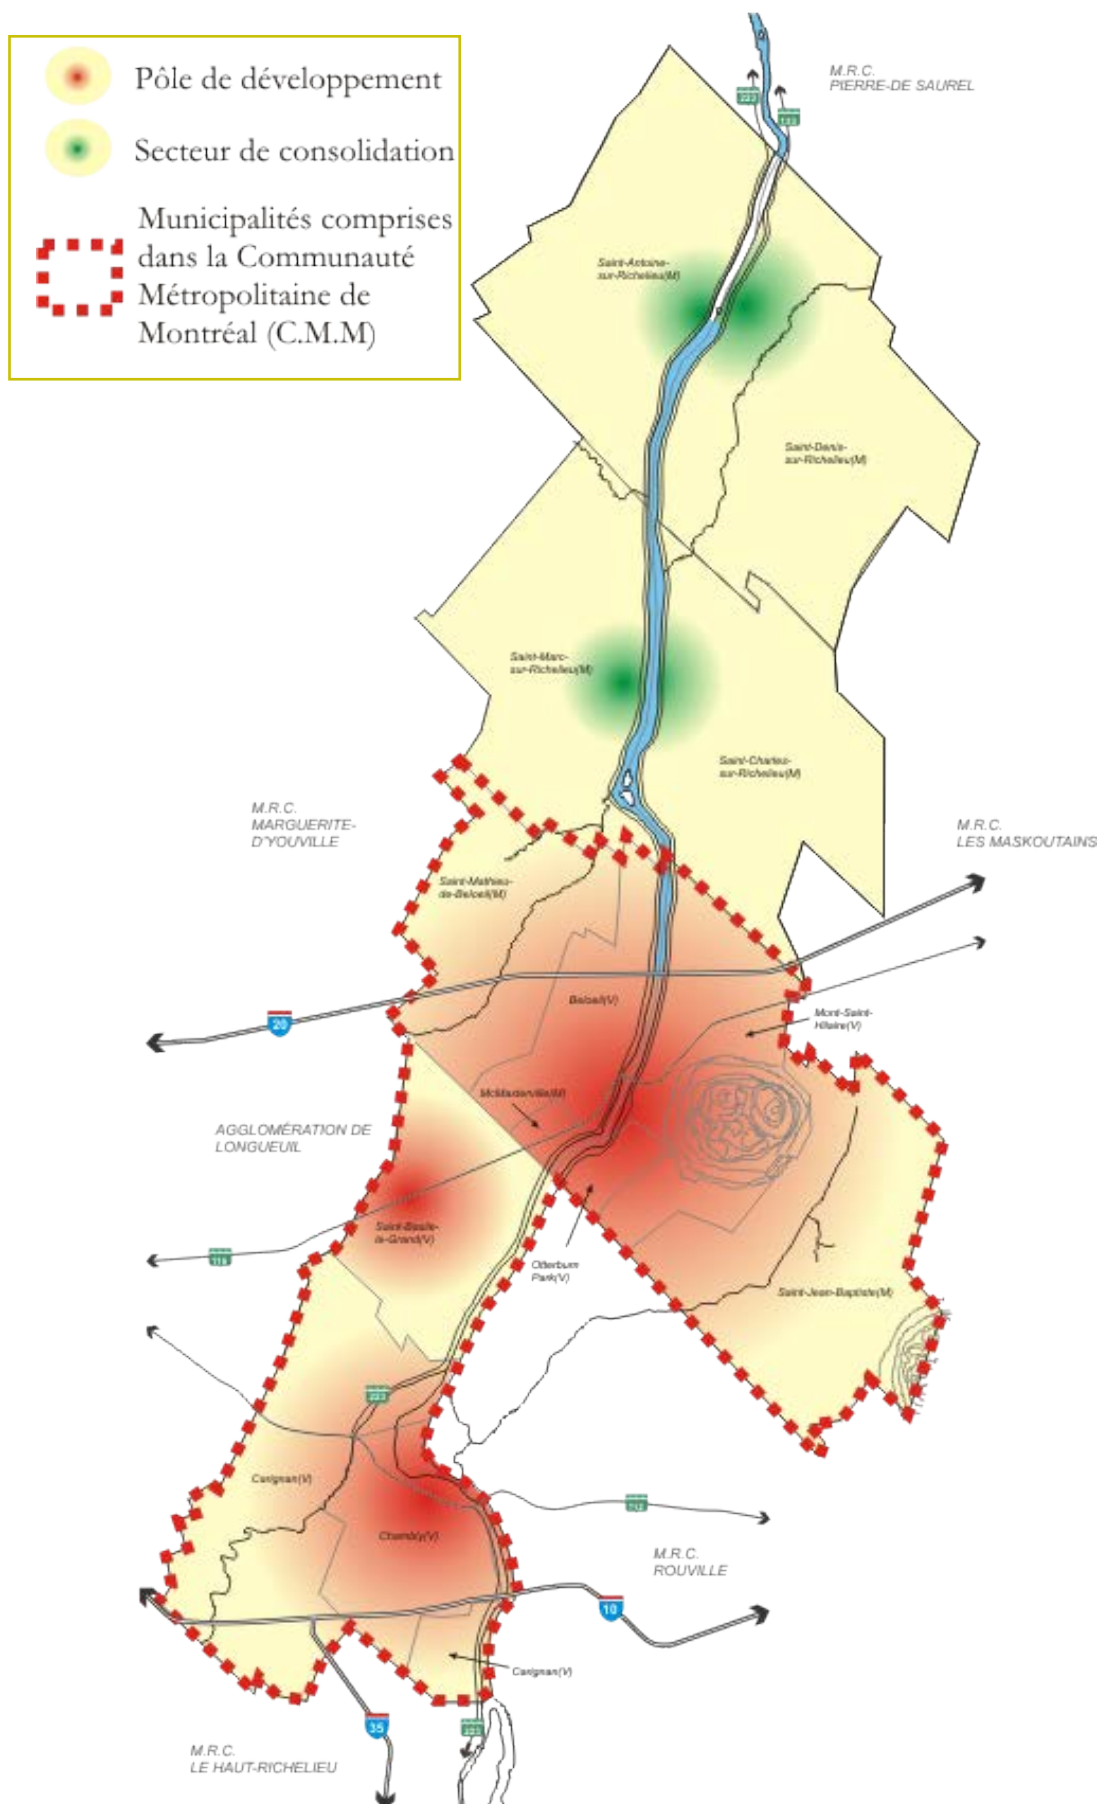 Pôle de développement
Secteur de consolidation
Municipalités comprises
dans la Communauté
Métropolitaine de
Montréal (C.M.M)
M.R.C.
PIERRE-DE SAUREL
223
133
Saint-Antoine-
sur-Richelieu(M)
Saint-Denis-
sur-Richelieu(M)
Saint-Marc-
sur-Richelieu(M)
Saint-Charles-
sur-Richelieu(M)
M.R.C.
MARGUERITE-
D'YOUVILLE
M.R.C.
LES MASKOUTAINS
Saint-Mathieu-
de-Beloeil(M)
Beloeil(V)
Mont-Saint-
Hilaire(V)
20
McMasterville(M)
AGGLOMÉRATION DE
LONGUEUIL
Saint-Basile-
le-Grand(V)
116
Otterburn
Park(V)
Saint-Jean-Baptiste(M)
223
Carignan(V)
112
Chambly(V)
M.R.C.
ROUVILLE
10
Carignan(V)
35
223
M.R.C.
LE HAUT-RICHELIEU